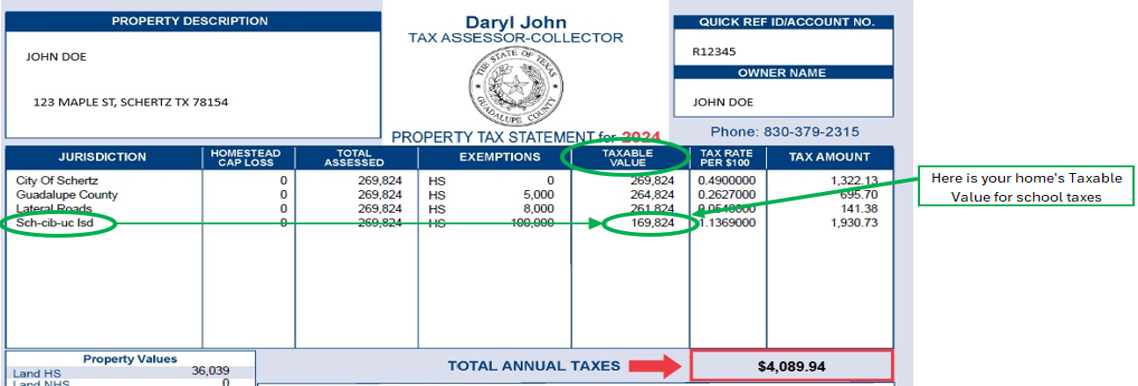 PROPERTY DESCRIPTION
JOHN DOE
123 MAPLE ST, SCHERTZ TX 78154
Daryl John
TAX ASSESSOR-COLLECTOR
THE STATE OF TEXAS
GUADALUPE COUNTY
PROPERTY TAX STATEMENT for 2024
QUICK REF ID/ACCOUNT NO.
R12345
OWNER NAME
JOHN DOE
Phone: 830-379-2315
JURISDICTION HOMESTEAD CAP LOSS TOTAL ASSESSED EXEMPTIONS TAXABLE VALUE TAX RATE PER $100 TAX AMOUNT
City Of Schertz 0 269,824 HS 0 269,824 0.4900000 1,322.13
Guadalupe County 0 269,824 HS 5,000 264,824 0.2627000 695.70
Lateral Roads 0 269,824 HS 8,000 261,824 0.0540000 141.38
Sch-cib-uc Isd 0 269,824 HS 100,000 169,824 1.1369000 1,930.73
Here is your home's Taxable
Value for school taxes
Property Values
Land HS 36,039
Land NHS 0
TOTAL ANNUAL TAXES $4,089.94